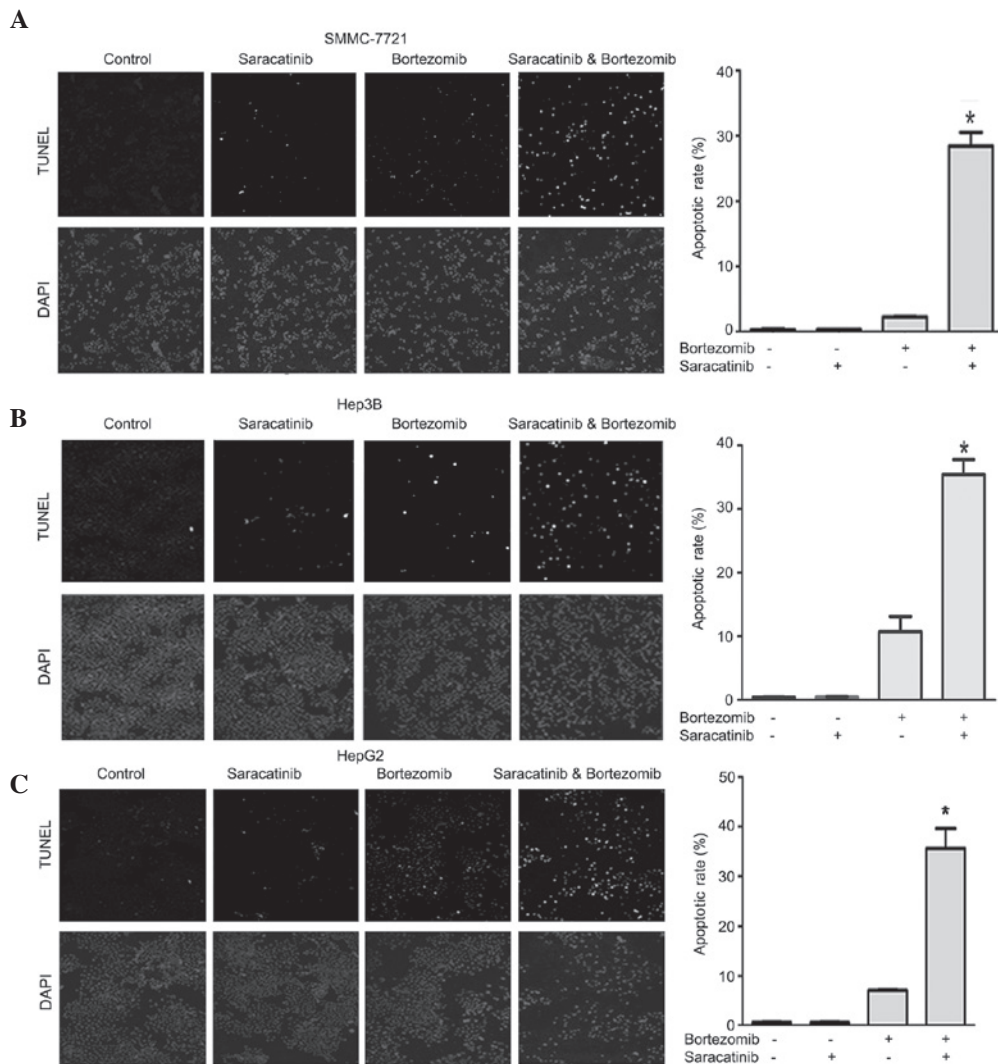 A
SMMC-7721
Control Saracatinib Bortezomib Saracatinib & Bortezomib
TUNEL
DAPI
Apoptotic rate (%)
40
30
20
10
0
*
Bortezomib - - + +
Saracatinib - + - +
B
Hep3B
Control Saracatinib Bortezomib Saracatinib & Bortezomib
TUNEL
DAPI
Apoptotic rate (%)
40
30
20
10
0
*
Bortezomib - - + +
Saracatinib - + - +
C
HepG2
Control Saracatinib Bortezomib Saracatinib & Bortezomib
TUNEL
DAPI
Apoptotic rate (%)
50
40
30
20
10
0
*
Bortezomib - - + +
Saracatinib - + - +